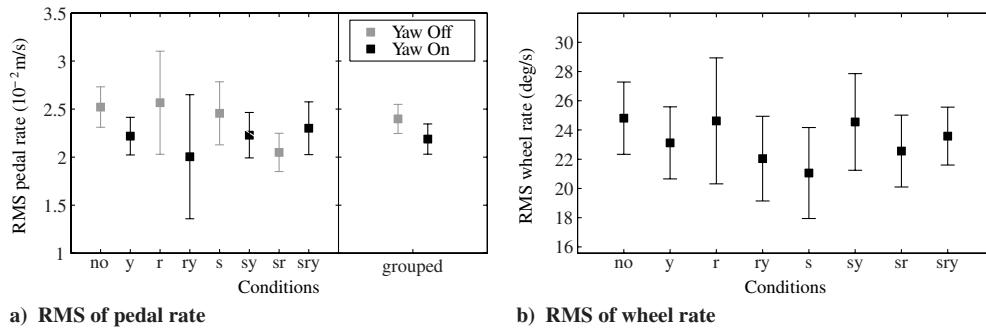 3.5
3
2.5
2
1.5
1
RMS pedal rate (10⁻² m/s)
Yaw Off
Yaw On
no y r ry s sy sr sry
grouped
Conditions
a) RMS of pedal rate
30
28
26
24
22
20
18
16
RMS wheel rate (deg/s)
no y r ry s sy sr sry
Conditions
b) RMS of wheel rate